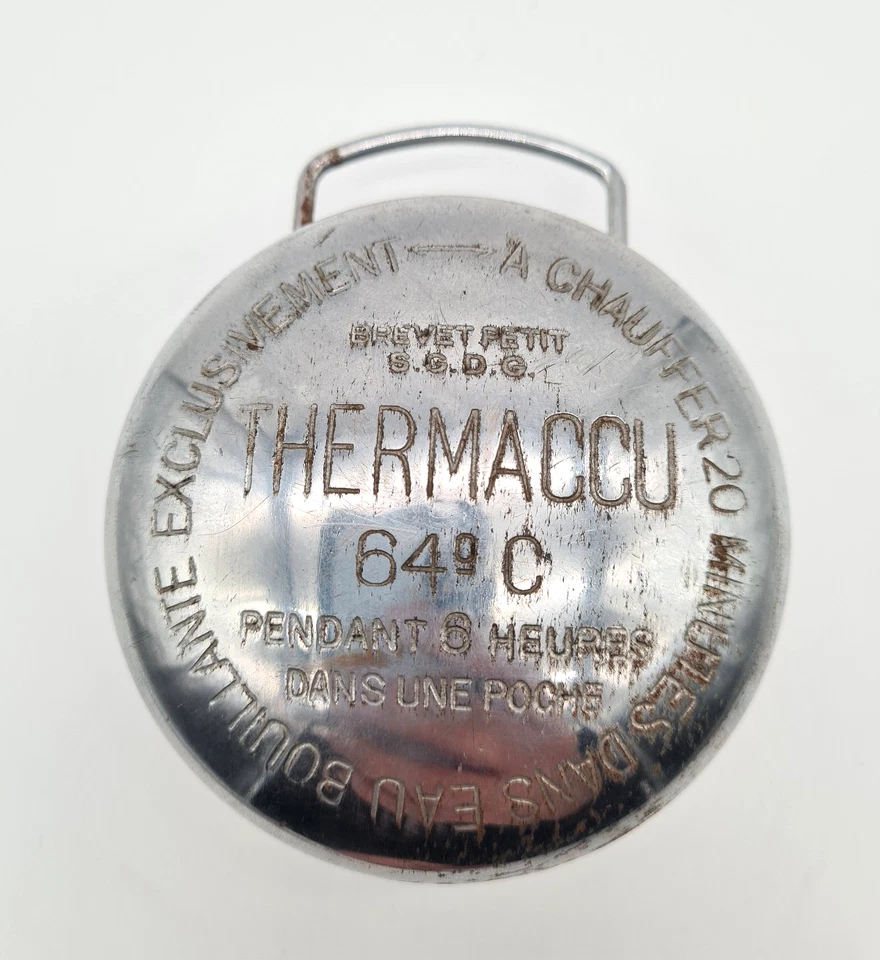 À CHAUFFER 20 MINUTES DANS EAU BOUILLANTE EXCLUSIVEMENT
BREVET PETIT
S.G.D.G.
THERMACCU
64º C
PENDANT 6 HEURES
DANS UNE POCHE